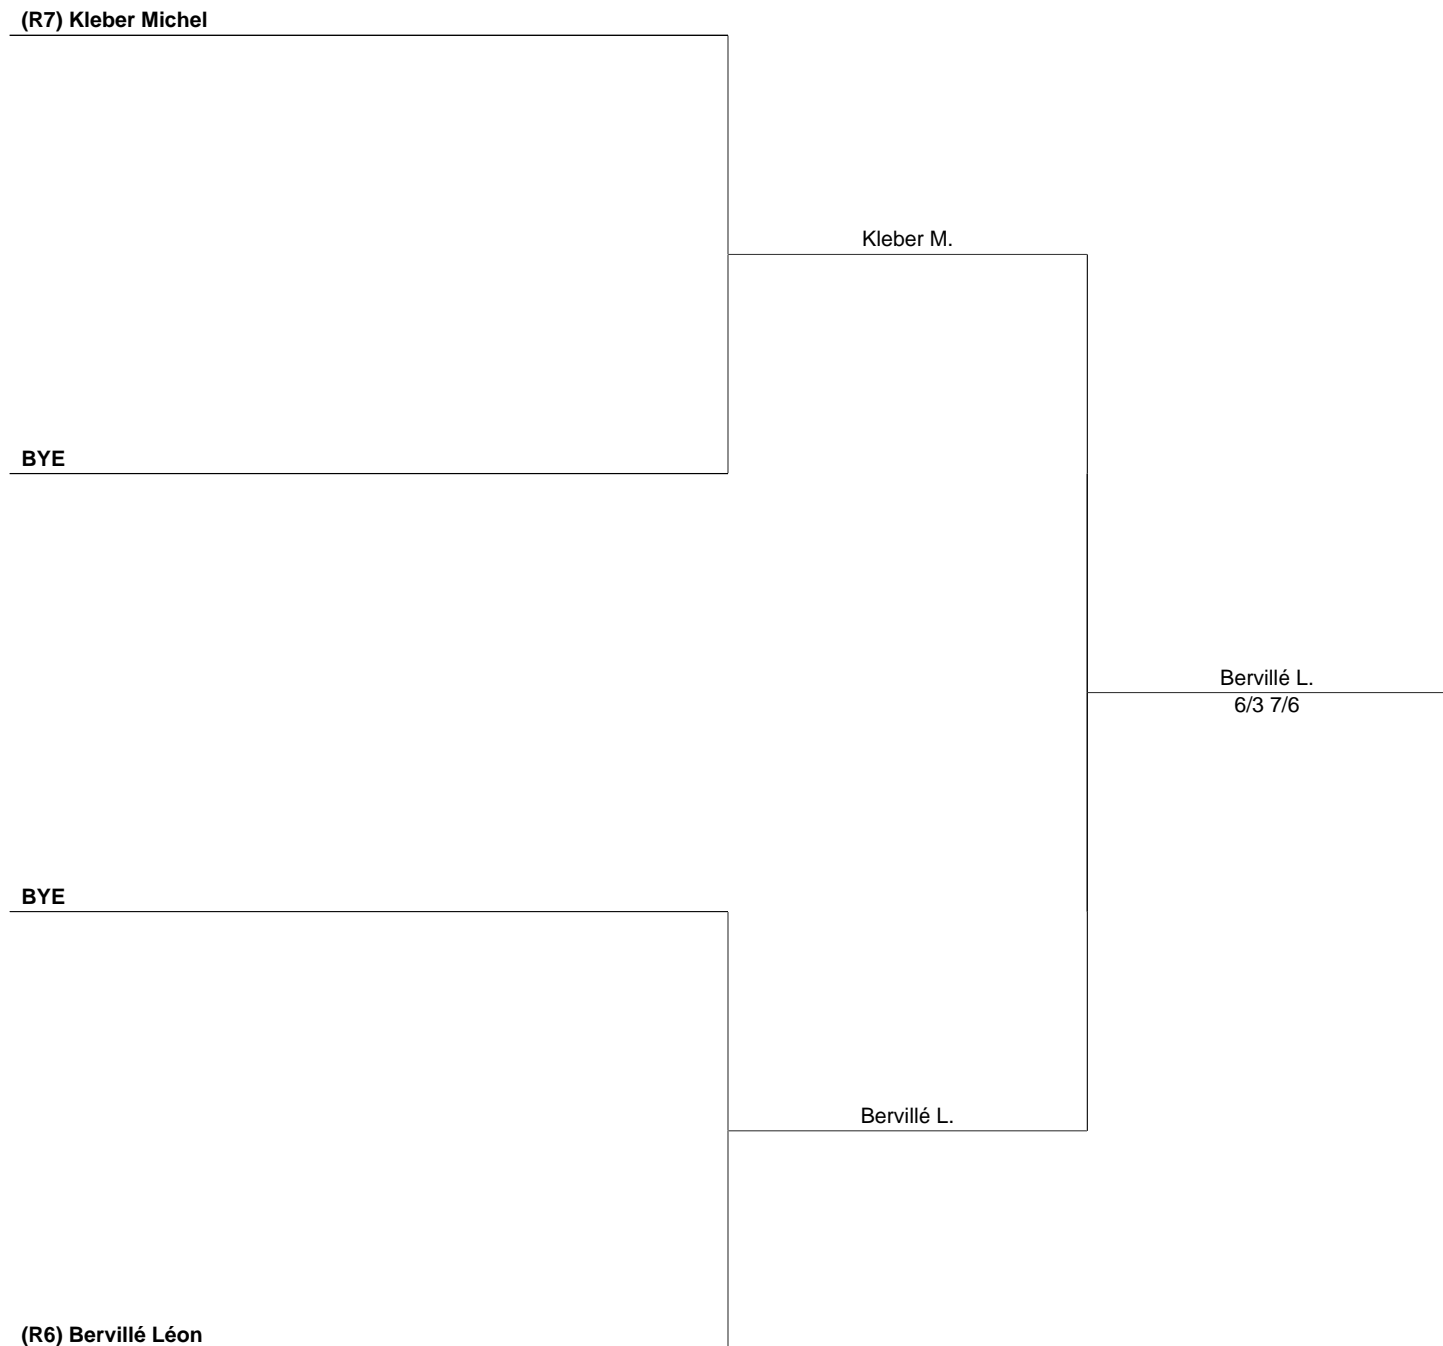 (R7) Kleber Michel
Kleber M.
BYE
Bervillé L.
6/3 7/6
BYE
Bervillé L.
(R6) Bervillé Léon